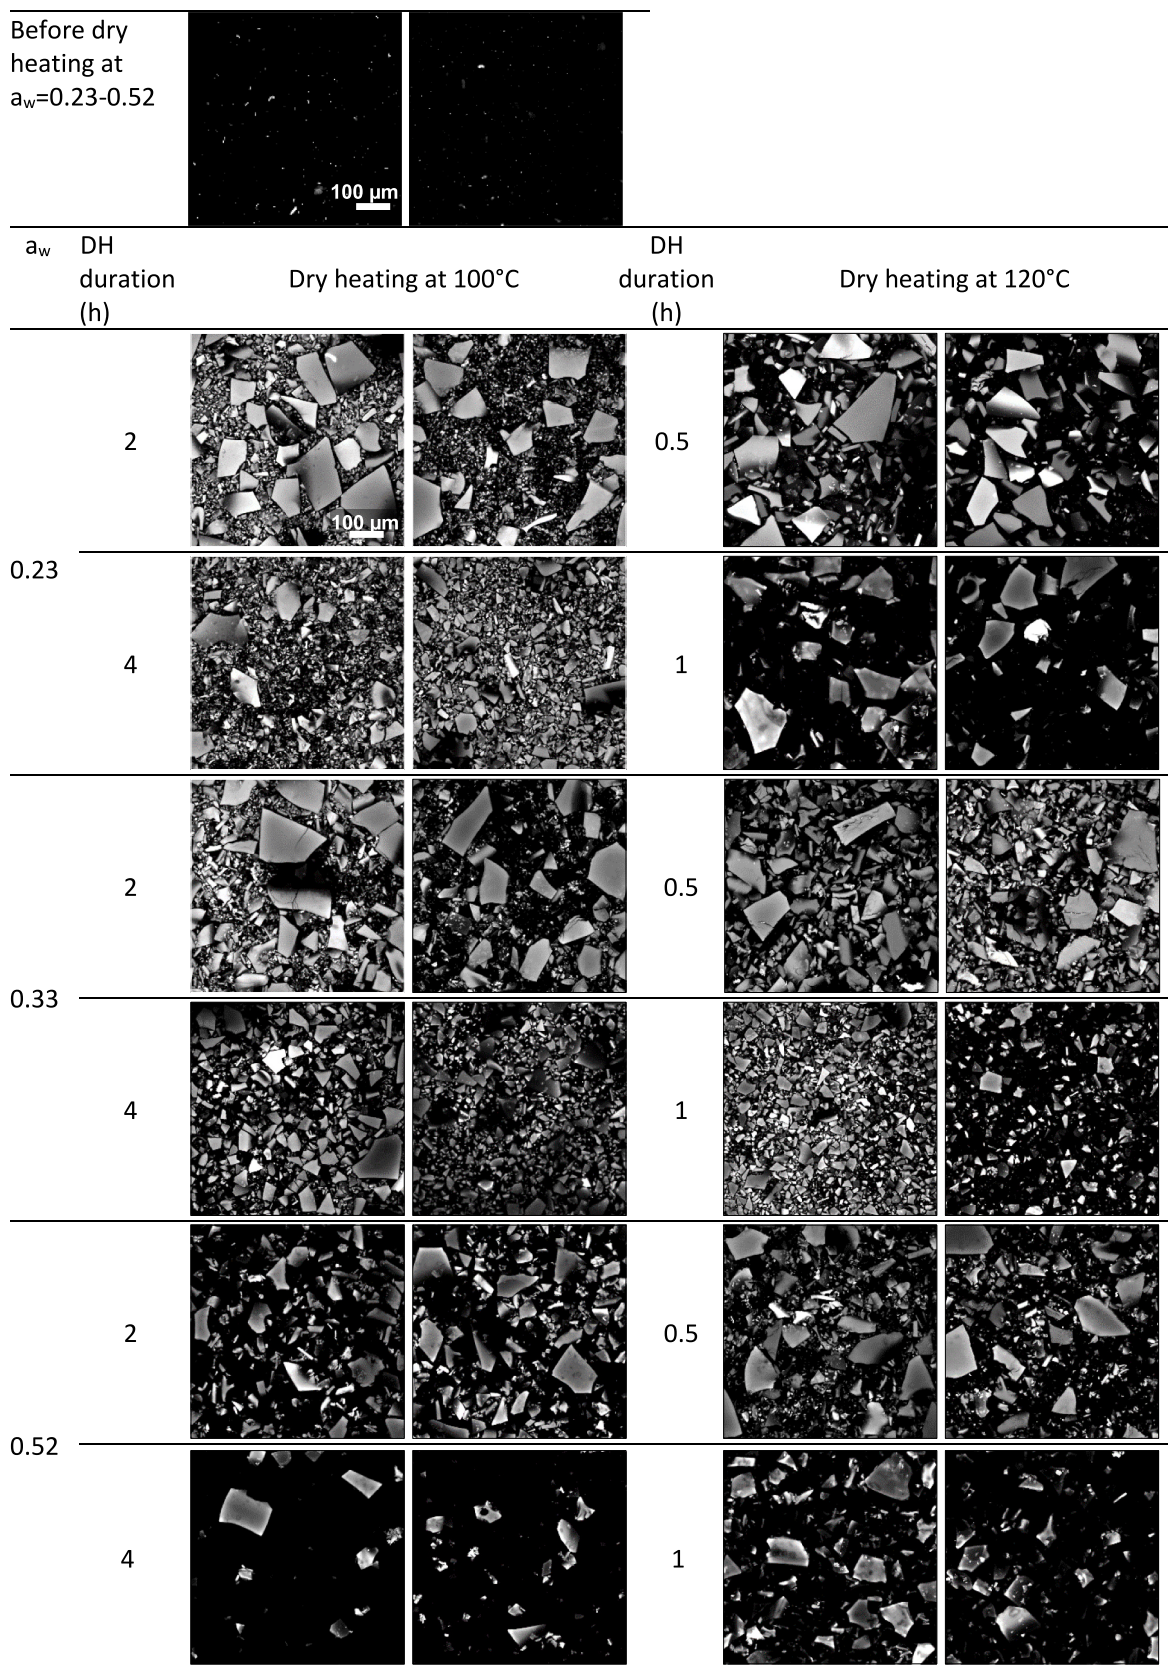 Before dry
heating at
aw=0.23-0.52
100 µm
aw
DH
duration
(h)
Dry heating at 100°C
DH
duration
(h)
Dry heating at 120°C
0.23
2
100 µm
0.5
4
1
0.33
2
0.5
4
1
0.52
2
0.5
4
1